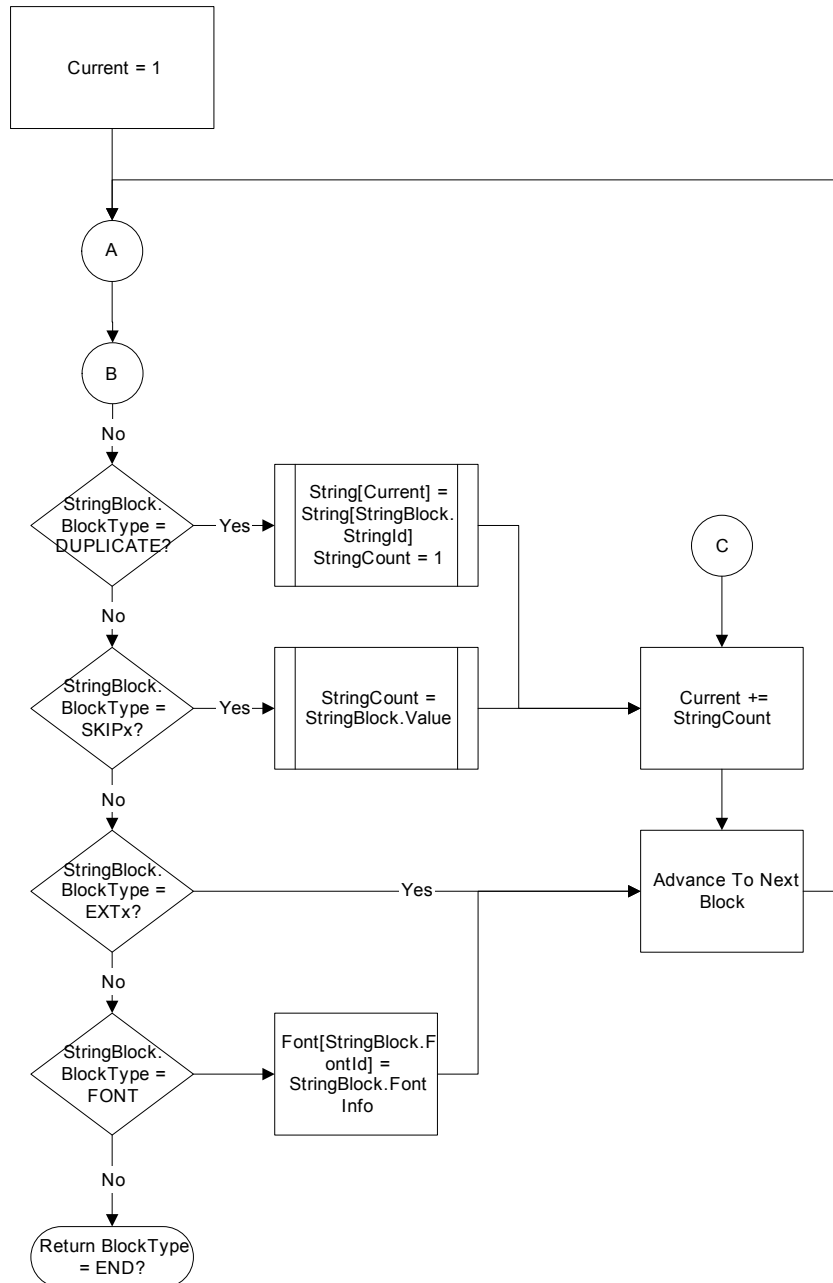 Current = 1
A
B
No
StringBlock.
BlockType =
DUPLICATE?
Yes
String[Current] =
String[StringBlock.
StringId]
StringCount = 1
C
No
StringBlock.
BlockType =
SKIPx?
Yes
StringCount =
StringBlock.Value
Current +=
StringCount
No
StringBlock.
BlockType =
EXTx?
Yes
Advance To Next
Block
No
StringBlock.
BlockType =
FONT
Font[StringBlock.F
ontId] =
StringBlock.Font
Info
No
Return BlockType
= END?